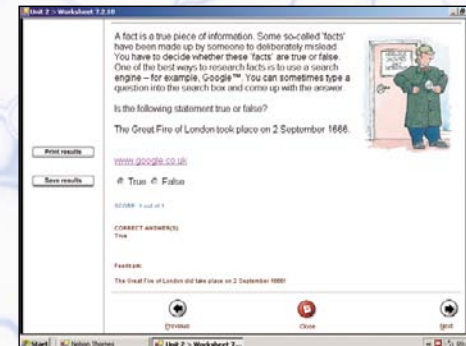 Unit 2 > Worksheet 7.2.10
A fact is a true piece of information. Some so-called 'facts'
have been made up by someone to deliberately mislead.
You have to decide whether these 'facts' are true or false.
One of the best ways to research facts is to use a search
engine – for example, Google™. You can sometimes type a
question into the search box and come up with the answer.
Is the following statement true or false?
The Great Fire of London took place on 2 September 1666.
Print results
www.google.co.uk
Save results
True False
SCORE: 1 out of 1
CORRECT ANSWER(S)
True
Feedback:
The Great Fire of London did take place on 2 September 1666!
Previous
Close
Next
Start
Nelson Thornes
Unit 2 > Worksheet 7...